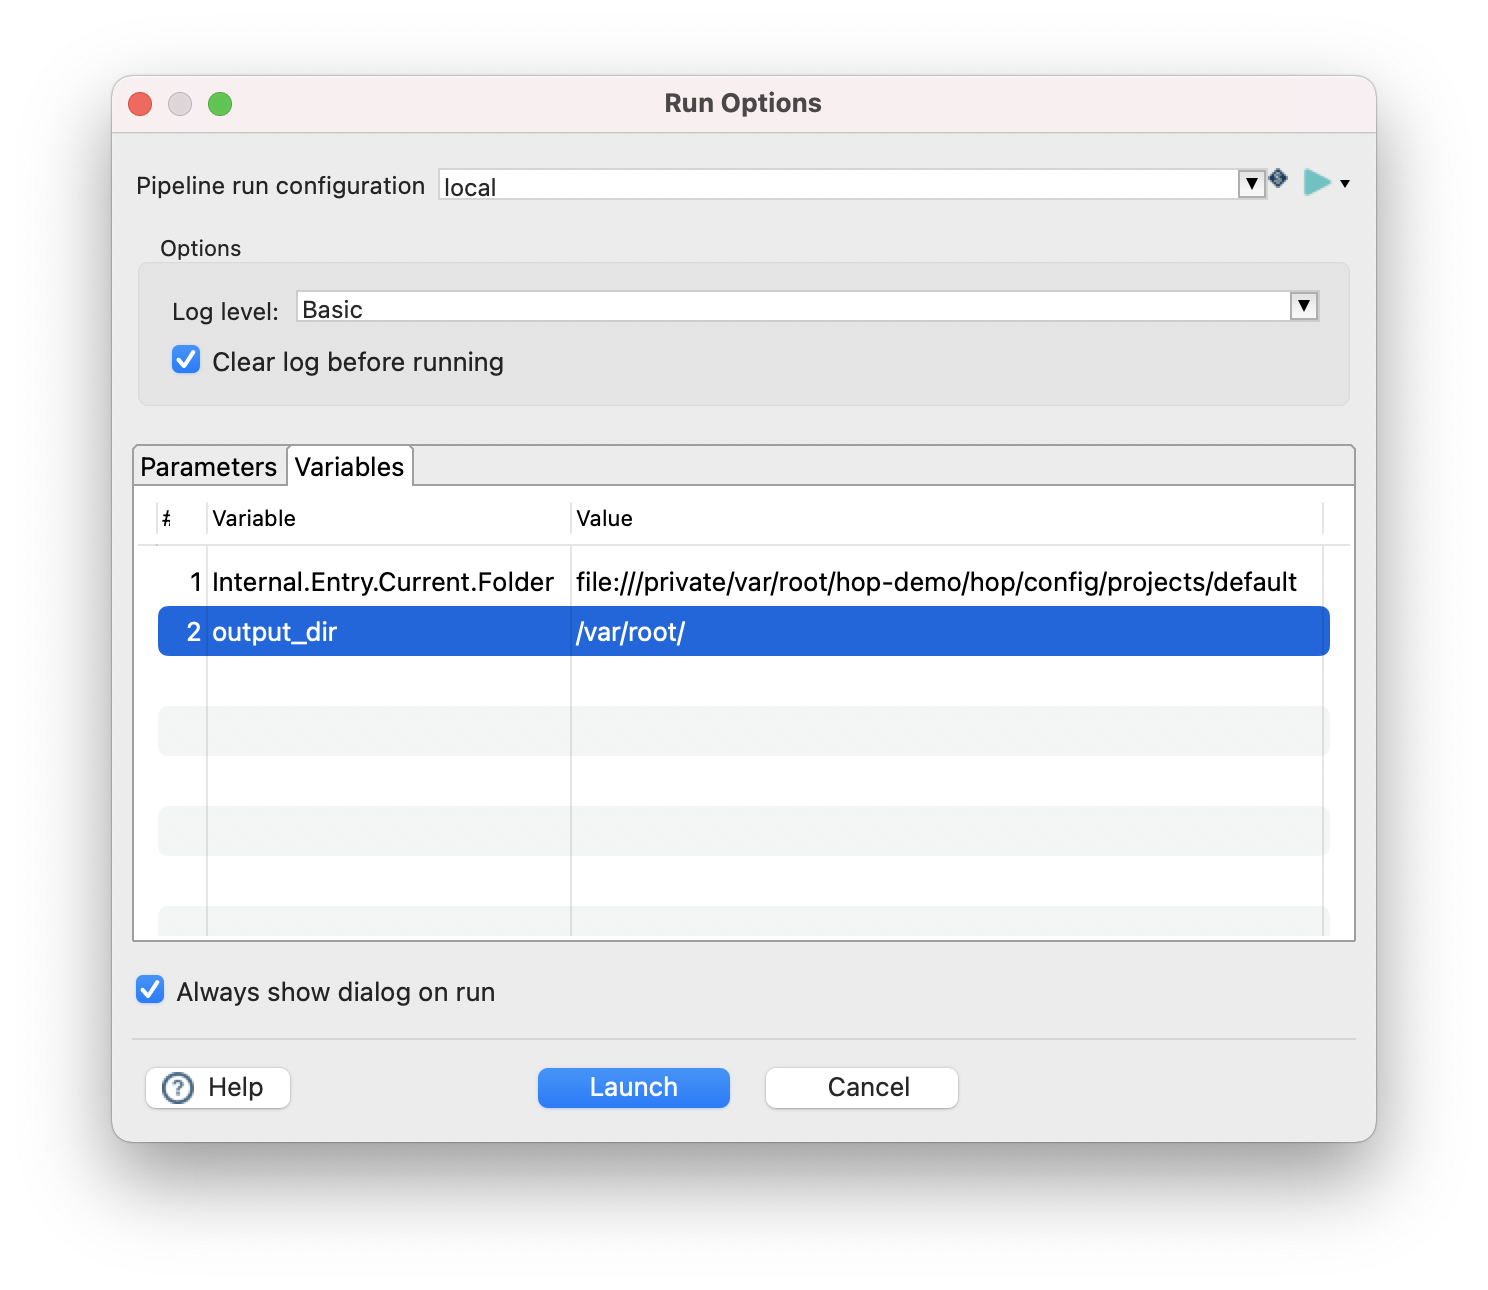 Run Options
Pipeline run configuration local
Options
Log level: Basic
Clear log before running
Parameters Variables
# Variable Value
1 Internal.Entry.Current.Folder file:///private/var/root/hop-demo/hop/config/projects/default
2 output_dir /var/root/
Always show dialog on run
? Help Launch Cancel